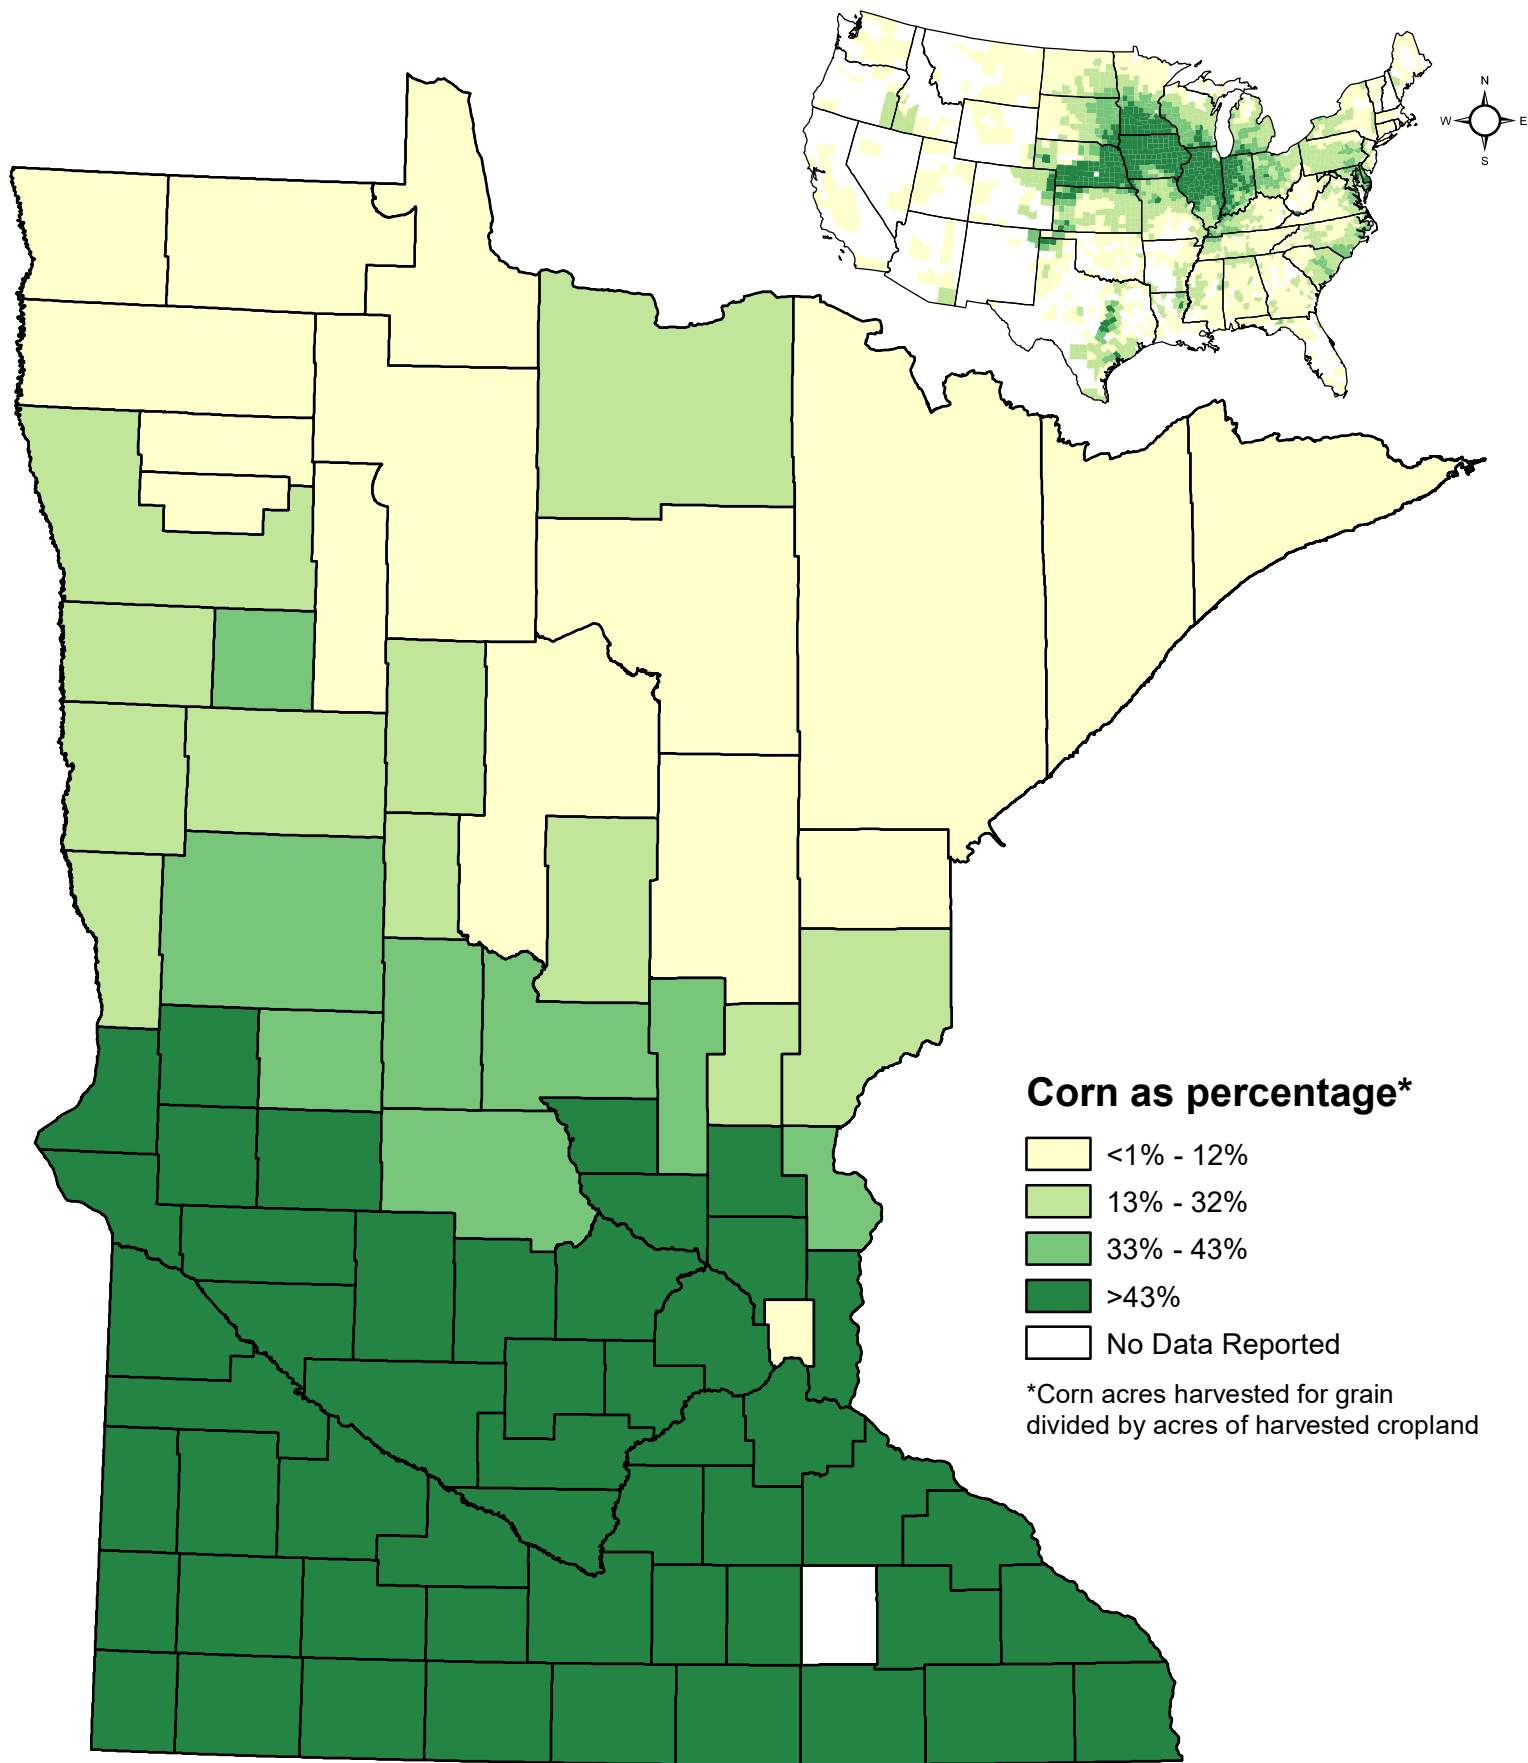 N
W E
S
Corn as percentage*
<1% - 12%
13% - 32%
33% - 43%
>43%
No Data Reported
*Corn acres harvested for grain
divided by acres of harvested cropland